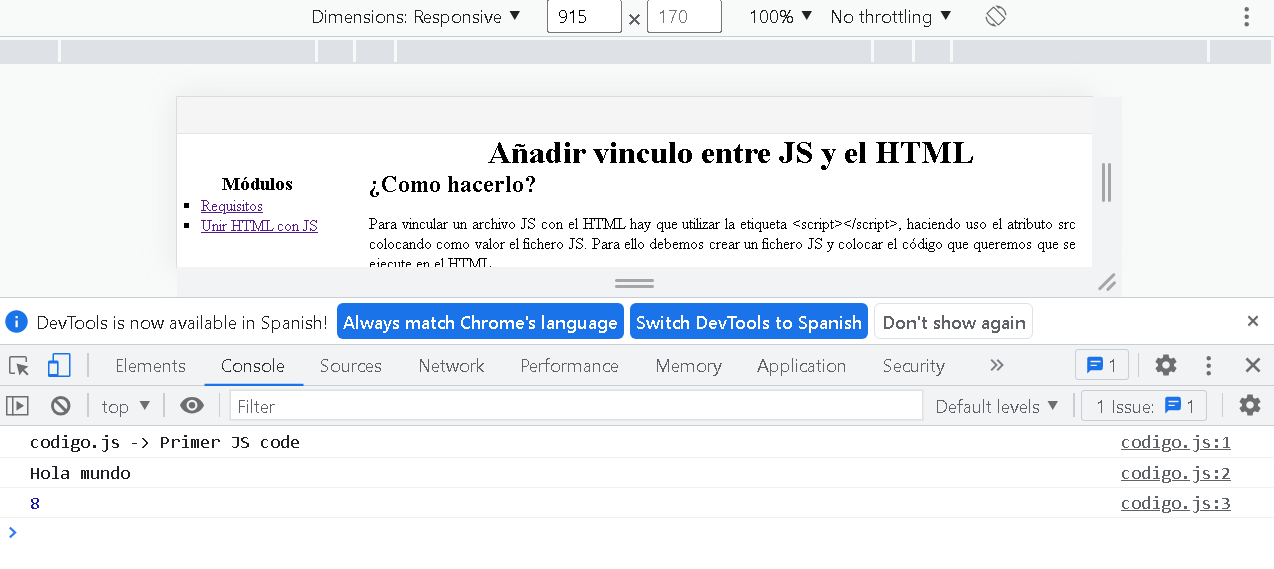 Dimensions: Responsive ▼ 915 × 170 100% ▼ No throttling ▼
Añadir vinculo entre JS y el HTML
Módulos
Requisitos
Unir HTML con JS
¿Como hacerlo?
Para vincular un archivo JS con el HTML hay que utilizar la etiqueta <script></script>, haciendo uso el atributo src
colocando como valor el fichero JS. Para ello debemos crear un fichero JS y colocar el código que queremos que se
ejecute en el HTML
DevTools is now available in Spanish! Always match Chrome's language Switch DevTools to Spanish Don't show again
Elements Console Sources Network Performance Memory Application Security » 1
top ▼ Filter Default levels ▼ 1 Issue: 1
codigo.js -> Primer JS code codigo.js:1
Hola mundo codigo.js:2
8 codigo.js:3